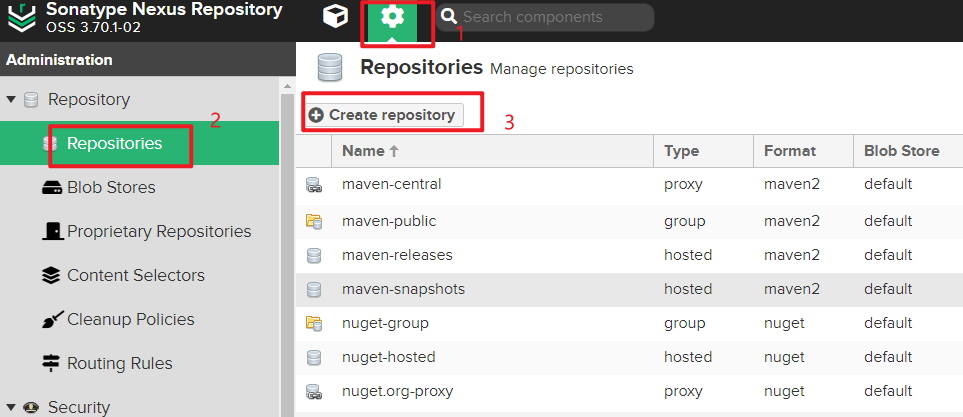 Sonatype Nexus Repository
OSS 3.70.1-02
Search components
1
Administration
Repositories Manage repositories
Repository
2
Create repository
3
Repositories
Name Type Format Blob Store
maven-central proxy maven2 default
Blob Stores
maven-public group maven2 default
Proprietary Repositories
maven-releases hosted maven2 default
Content Selectors
maven-snapshots hosted maven2 default
Cleanup Policies
nuget-group group nuget default
Routing Rules
nuget-hosted hosted nuget default
nuget.org-proxy proxy nuget default
Security